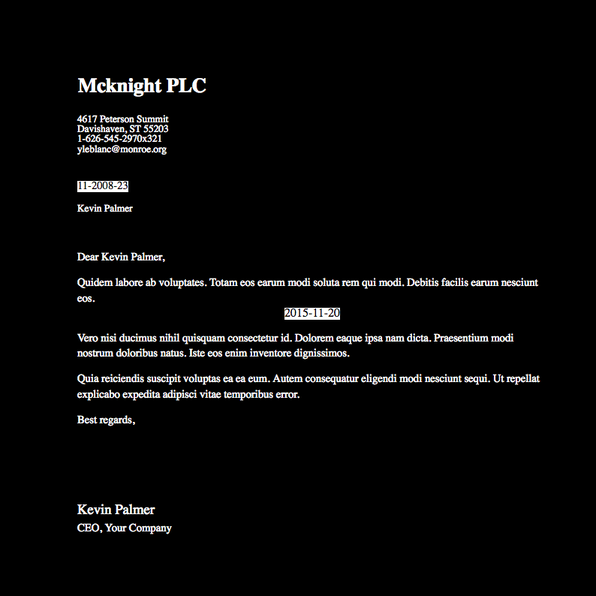 Mcknight PLC
4617 Peterson Summit
Davishaven, ST 55203
1-626-545-2970x321
yleblanc@monroe.org
11-2008-23
Kevin Palmer
Dear Kevin Palmer,
Quidem labore ab voluptates. Totam eos earum modi soluta rem qui modi. Debitis facilis earum nesciunt
eos.
2015-11-20
Vero nisi ducimus nihil quisquam consectetur id. Dolorem eaque ipsa nam dicta. Praesentium modi
nostrum doloribus natus. Iste eos enim inventore dignissimos.
Quia reiciendis suscipit voluptas ea ea eum. Autem consequatur eligendi modi nesciunt sequi. Ut repellat
explicabo expedita adipisci vitae temporibus error.
Best regards,
Kevin Palmer
CEO, Your Company